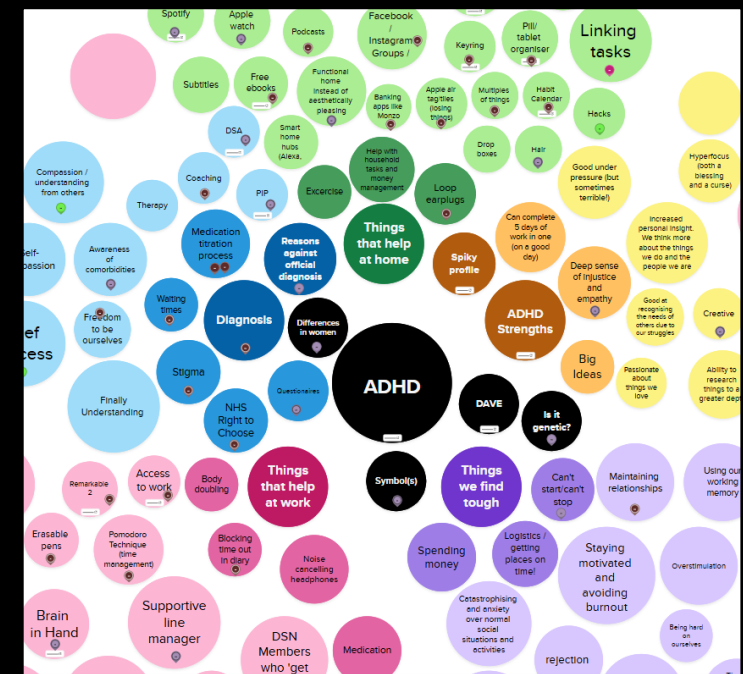 Spotify
Apple
watch
Podcasts
Facebook
/
Instagram
Groups /
Keyring
Pill/
tablet
organiser
Linking
tasks
Subtitles
Free
ebooks
Functional
home
instead of
aesthetically
pleasing
Banking
apps like
Monzo
Apple air
tag/tiles
(losing
things)
Multiples
of things
Habit
Calendar
Hacks
DSA
Smart
home
hubs
(Alexa,
Drop
boxes
Hair
Compassion /
understanding
from others
Coaching
PIP
Excercise
Help with
household
tasks and
money
management
Loop
earplugs
Good under
pressure (but
sometimes
terrible!)
Hyperfocus
(both a
blessing
and a curse)
Therapy
elf-
passion
Awareness
of
comorbidities
Medication
titration
process
Reasons
against
official
diagnosis
Things
that help
at home
Spiky
profile
Can complete
5 days of
work in one
(on a good
day)
Increased
personal insight.
We think more
about the things
we do and the
people we are
Deep sense
of injustice
and
empathy
Waiting
times
Freedom
to be
ourselves
ef
cess
Diagnosis
Differences
in women
ADHD
Strengths
Good at
recognising
the needs of
others due to
our struggles
Creative
Stigma
Finally
Understanding
Questionaires
NHS
Right to
Choose
ADHD
DAVE
Is it
genetic?
Big
Ideas
Passionate
about
things we
love
Ability to
research
things to a
greater dept
Remarkable
2
Access
to work
Body
doubling
Things
that help
at work
Symbol(s)
Things
we find
tough
Can't
start/can't
stop
Maintaining
relationships
Using our
working
memory
Erasable
pens
Pomodoro
Technique
(time
management)
Blocking
time out
in diary
Noise
cancelling
headphones
Spending
money
Logistics /
getting
places on
time!
Staying
motivated
and
avoiding
burnout
Overstimulation
Brain
in Hand
Supportive
line
manager
DSN
Members
who 'get
Medication
Catastrophising
and anxiety
over normal
social
situations and
activities
rejection
Being hard
on
ourselves